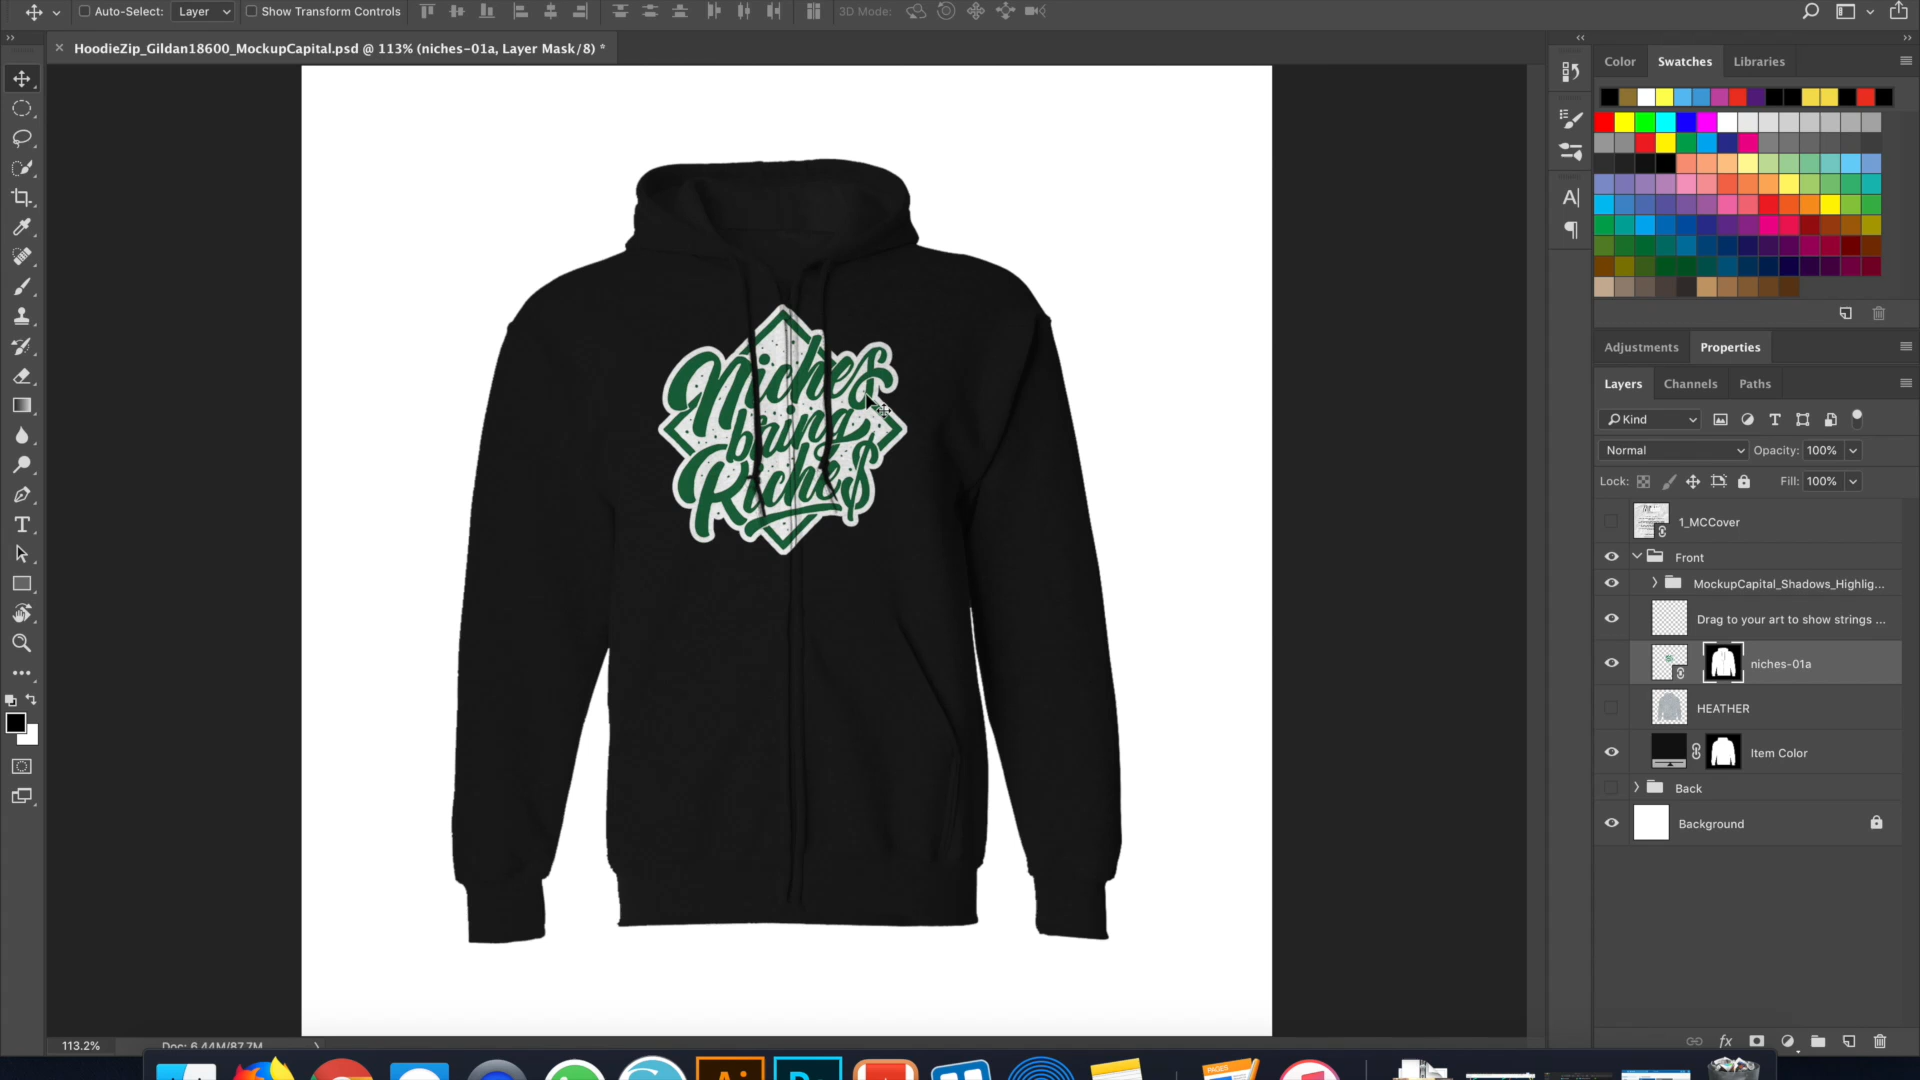 Auto-Select: Layer Show Transform Controls 3D Mode:
HoodieZip_Gildan18600_MockupCapital.psd @ 113% (niches-01a, Layer Mask/8) *
Color Swatches Libraries
Adjustments Properties
Layers Channels Paths
Kind
Normal Opacity: 100%
Lock: Fill: 100%
1_MCCover
Front
MockupCapital_Shadows_Highlig...
Drag to your art to show strings ...
niches-01a
HEATHER
Item Color
Back
Background
Niches
bring
Riche$
113.2% Doc: 6.44M/87.7M
PAGES